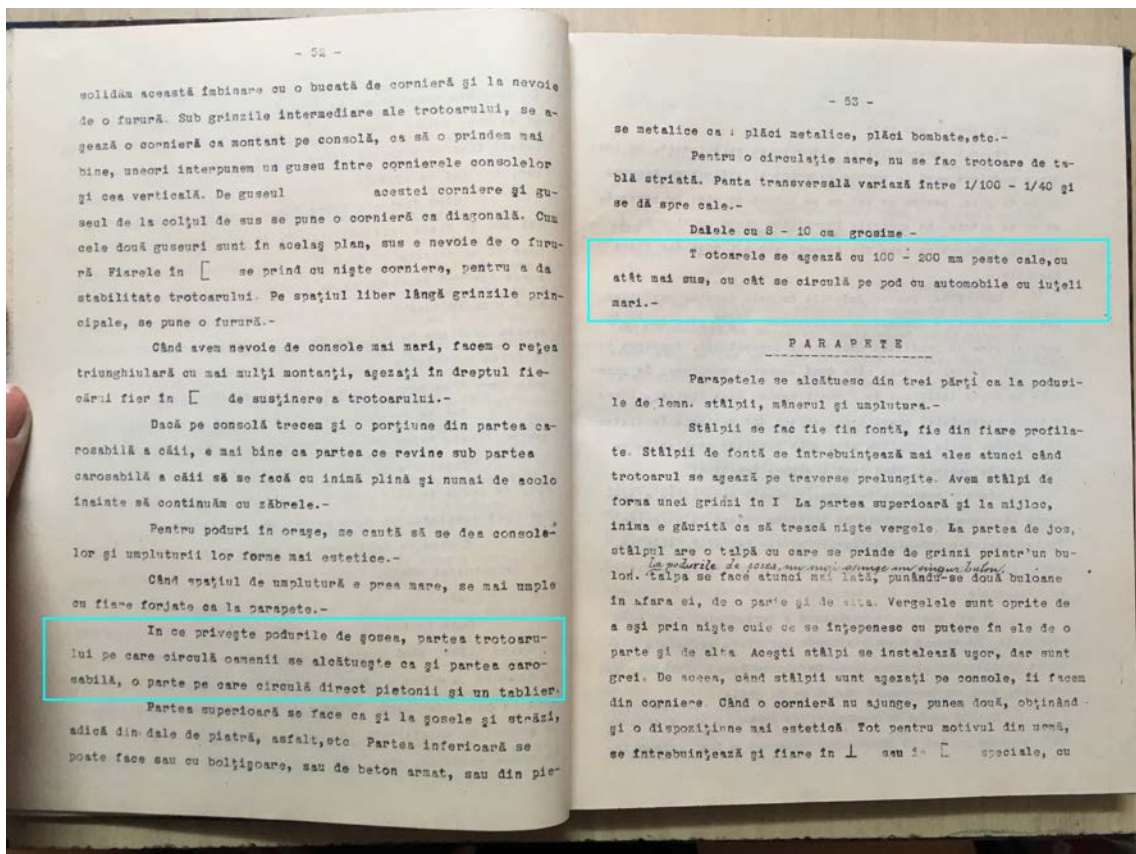 - 52 -
solidăm această îmbinare cu o bucată de cornieră şi la nevoie
de o furură. Sub grinzile intermediare ale trotoarului, se a-
şează o cornieră ca montant pe consolă, ca să o prindem mai
bine, uneori interpunem un guseu între cornierele consolelor
şi cea verticală. De guseul acestei corniere şi gu-
seul de la colţul de sus se pune o cornieră ca diagonală. Cum
cele două guseuri sunt în acelaş plan, sus e nevoie de o furu-
ră. Fiarele în [ se prind cu nişte corniere, pentru a da
stabilitate trotoarului. Pe spaţiul liber lângă grinzile prin-
cipale, se pune o furură.-
Când avem nevoie de console mai mari, facem o reţea
triunghiulară cu mai mulţi montanţi, aşezaţi în dreptul fie-
cărui fier în [ de susţinere a trotoarului.-
Dacă pe consolă trecem şi o porţiune din partea ca-
rosabilă a căii, e mai bine ca partea ce revine sub partea
carosabilă a căii să se facă cu inimă plină şi numai de acolo
înainte să continuăm cu zăbrele.-
Pentru poduri în oraşe, se caută să se dea console-
lor şi umpluturii lor forme mai estetice.-
Când spaţiul de umplutură e prea mare, se mai umple
cu fiare forjate ca la parapete.-
In ce priveşte podurile de şosea, partea trotoaru-
lui pe care circulă oamenii se alcătueşte ca şi partea caro-
sabilă, o parte pe care circulă direct pietonii şi un tablier.
Partea superioară se face ca şi la şosele şi străzi,
adică din dale de piatră, asfalt,etc Partea inferioară se
poate face sau cu bolţişoare, sau de beton armat, sau din pie-
- 53 -
se metalice ca : plăci metalice, plăci bombate,etc.-
Pentru o circulaţie mare, nu se fac trotoare de ta-
blă striată. Panta transversală variază între 1/100 - 1/40 şi
se dă spre cale.-
Dalele cu 8 - 10 cm grosime.-
T otoarele se aşează cu 100 - 200 mm peste cale,cu
atât mai sus, cu cât se circulă pe pod cu automobile cu iuţeli
mari.-
P A R A P E T E
Parapetele se alcătuesc din trei părţi ca la poduri-
le de lemn. stâlpii, mânerul şi umplutura.-
Stâlpii se fac fie fin fontă, fie din fiare profila-
te. Stâlpii de fontă se întrebuinţează mai ales atunci când
trotoarul se aşează pe traverse prelungite. Avem stâlpi de
forma unei grinzi în I La partea superioară şi la mijloc,
inima e găurită ca să treacă nişte vergele. La partea de jos,
stâlpul are o talpă cu care se prinde de grinzi printr'un bu-
La podurile de şosea, nu mai ajunge un singur bulon,
lon. talpa se face atunci mai lată, punându-se două buloane
în afara ei, de o parte şi de alta. Vergelele sunt oprite de
a eşi prin nişte cuie ce se înţepenesc cu putere în ele de o
parte şi de alta Aceşti stâlpi se instalează uşor, dar sunt
grei. De aceea, când stâlpii sunt aşezaţi pe console, îi facem
din corniere. Când o cornieră nu ajunge, punem două, obţinând
şi o dispoziţiune mai estetică. Tot pentru motivul din urmă,
se întrebuinţează şi fiare în ⊥ sau în [ speciale, cu